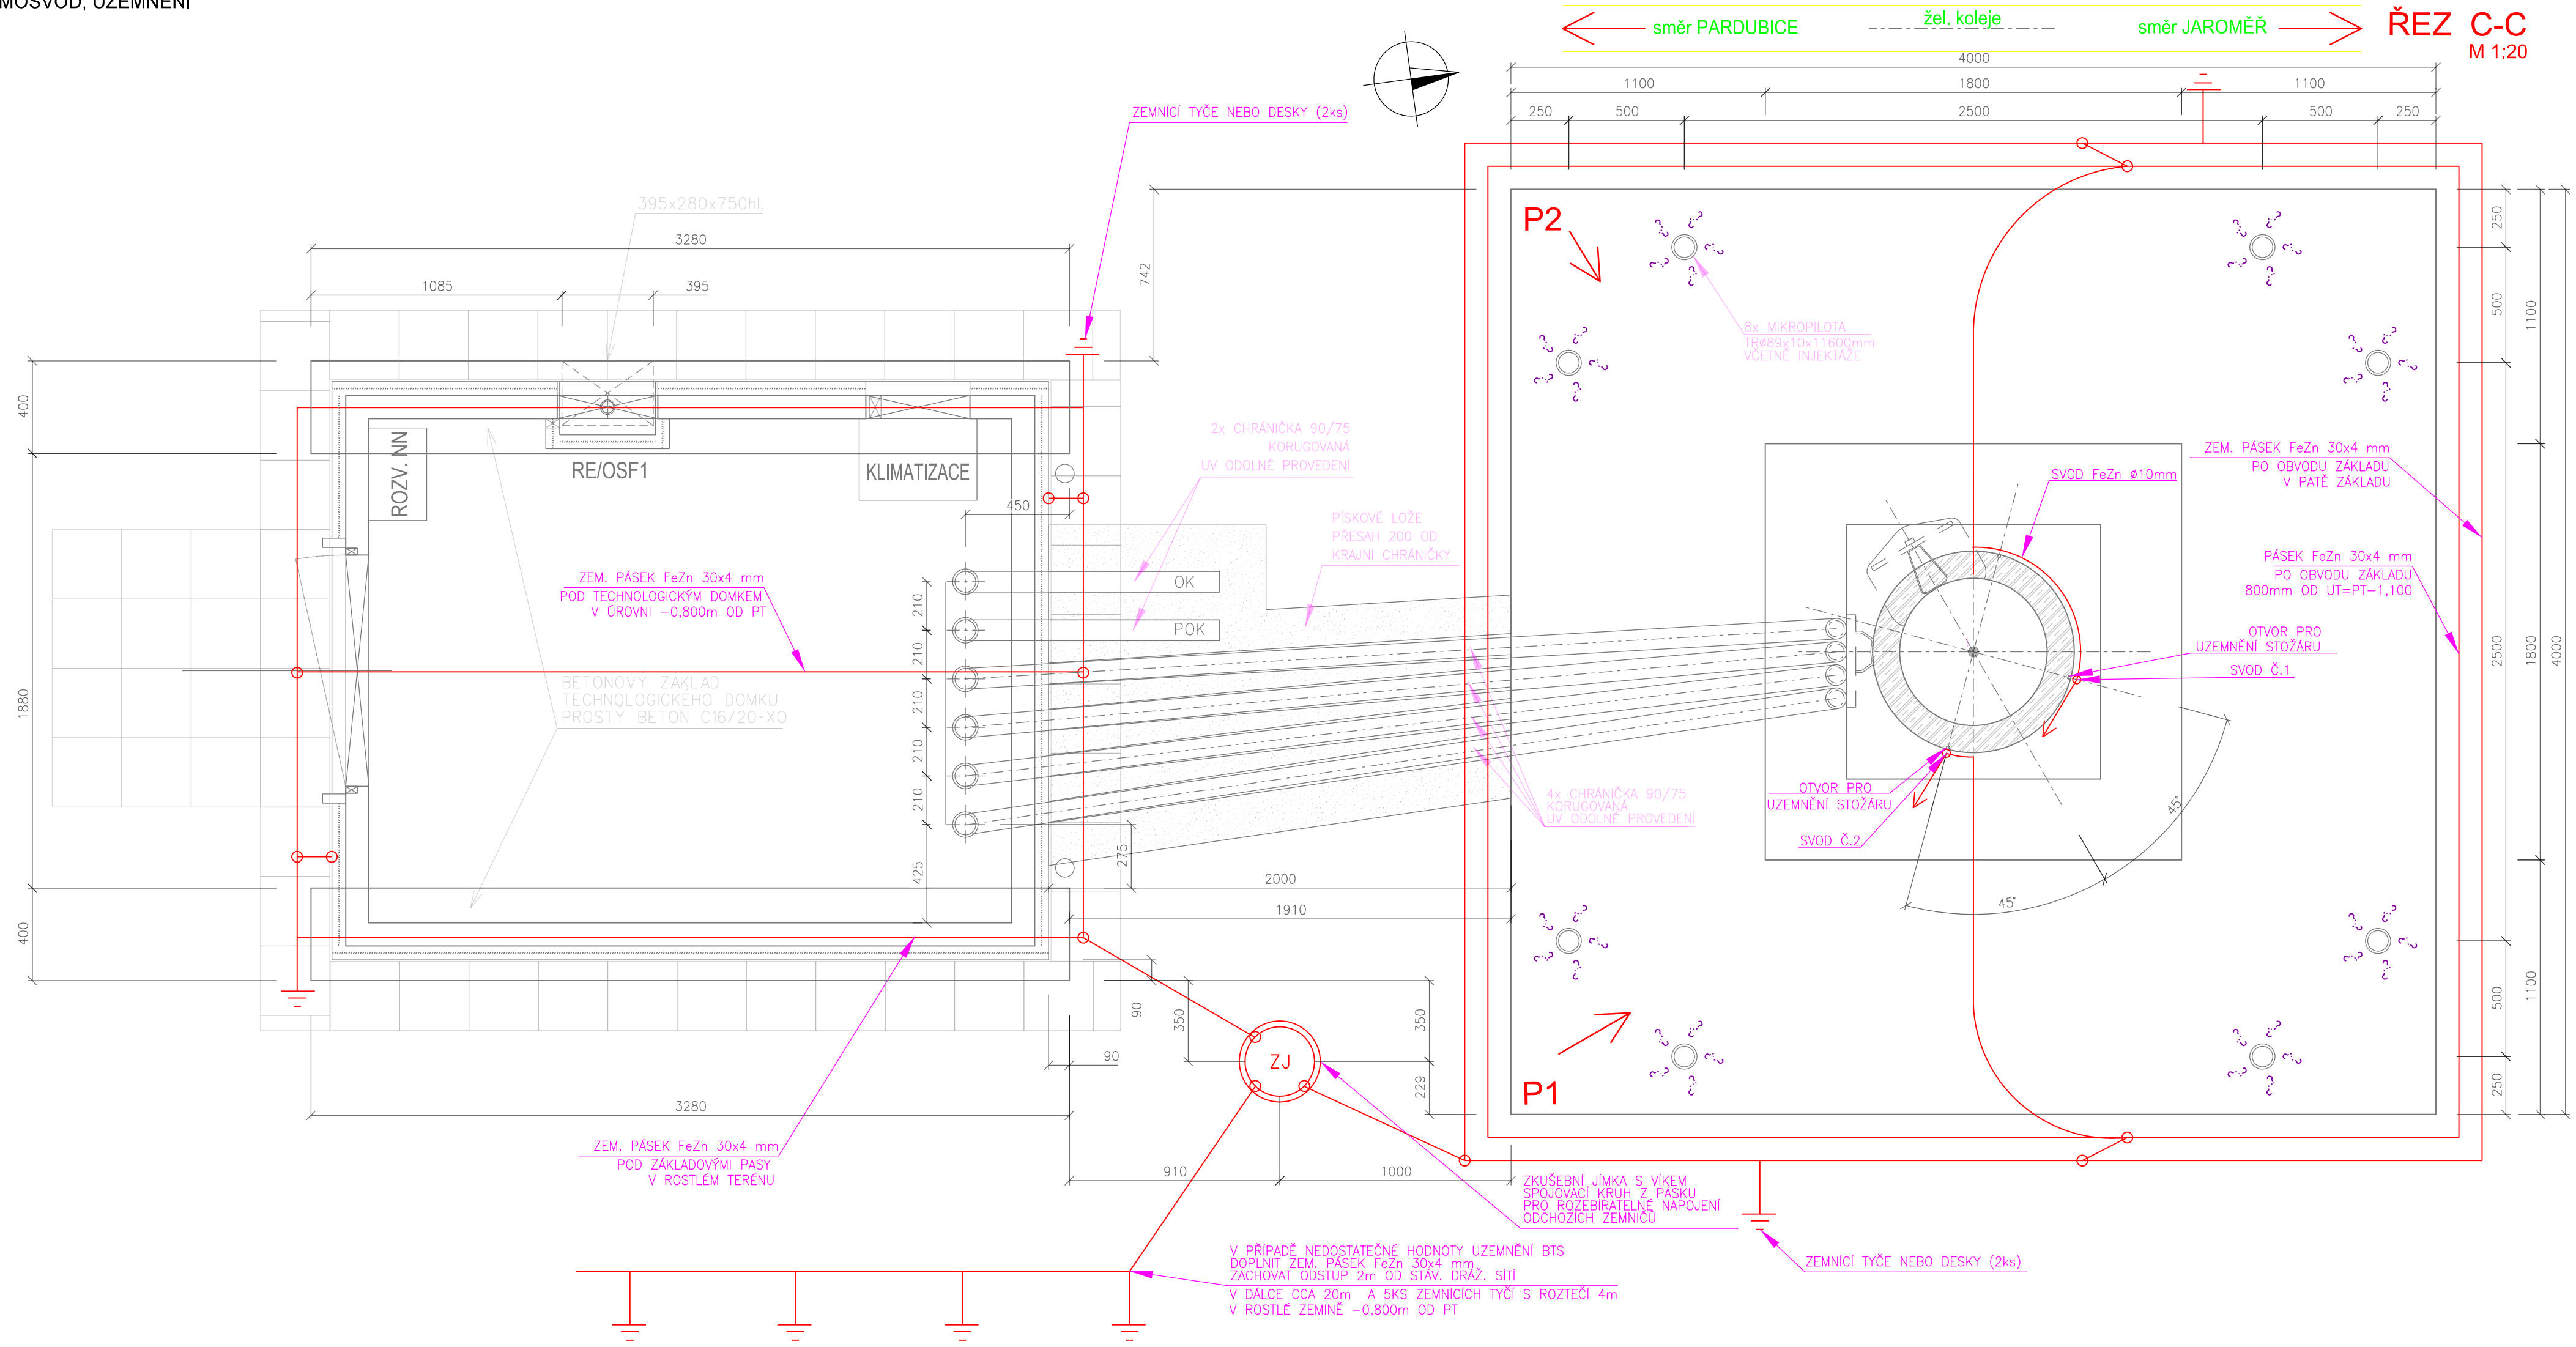 MOSVOD, UZEMNĚNÍ
směr PARDUBICE
žel. koleje
směr JAROMĚŘ
ŘEZ C-C
M 1:20
4000
1100
1800
1100
250
500
2500
500
250
ZEMNÍCÍ TYČE NEBO DESKY (2ks)
395x280x750hl.
3280
1085
395
742
400
1880
400
ROZV. NN
RE/OSF1
KLIMATIZACE
450
2x CHRÁNIČKA 90/75
KORUGOVANÁ
UV ODOLNÉ PROVEDENÍ
PÍSKOVÉ LOŽE
PŘESAH 200 OD
KRAJNÍ CHRÁNIČKY
OK
POK
ZEM. PÁSEK FeZn 30x4 mm
POD TECHNOLOGICKÝM DOMKEM
V ÚROVNI -0,800m OD PT
BETONOVY ZAKLAD
TECHNOLOGICKEHO DOMKU
PROSTY BETON C16/20-XO
210
210
210
210
210
425
275
2000
1910
90
90
350
350
229
3280
910
1000
ZJ
ZEM. PÁSEK FeZn 30x4 mm
POD ZÁKLADOVÝMI PASY
V ROSTLÉM TERÉNU
P2
P1
8x MIKROPILOTA
TRø89x10x11600mm
VČETNĚ INJEKTÁŽE
4x CHRÁNIČKA 90/75
KORUGOVANÁ
UV ODOLNÉ PROVEDENÍ
SVOD FeZn Ø10mm
ZEM. PÁSEK FeZn 30x4 mm
PO OBVODU ZÁKLADU
V PATĚ ZÁKLADU
PÁSEK FeZn 30x4 mm
PO OBVODU ZÁKLADU
800mm OD UT=PT-1,100
OTVOR PRO
UZEMNĚNÍ STOŽÁRU
SVOD Č.1
OTVOR PRO
UZEMNĚNÍ STOŽÁRU
SVOD Č.2
45°
45°
250
500
2500
500
250
1100
1800
1100
4000
ZKUŠEBNÍ JÍMKA S VÍKEM
SPOJOVACÍ KRUH Z PÁSKU
PRO ROZEBÍRATELNÉ NAPOJENÍ
ODCHOZÍCH ZEMNIČŮ
V PŘÍPADĚ NEDOSTATEČNÉ HODNOTY UZEMNĚNÍ BTS
DOPLNIT ZEM. PÁSEK FeZn 30x4 mm
ZACHOVAT ODSTUP 2m OD STÁV. DRÁŽ. SÍTÍ
V DÁLCE CCA 20m A 5KS ZEMNÍCÍCH TYČÍ S ROZTEČÍ 4m
V ROSTLÉ ZEMINĚ -0,800m OD PT
ZEMNÍCÍ TYČE NEBO DESKY (2ks)